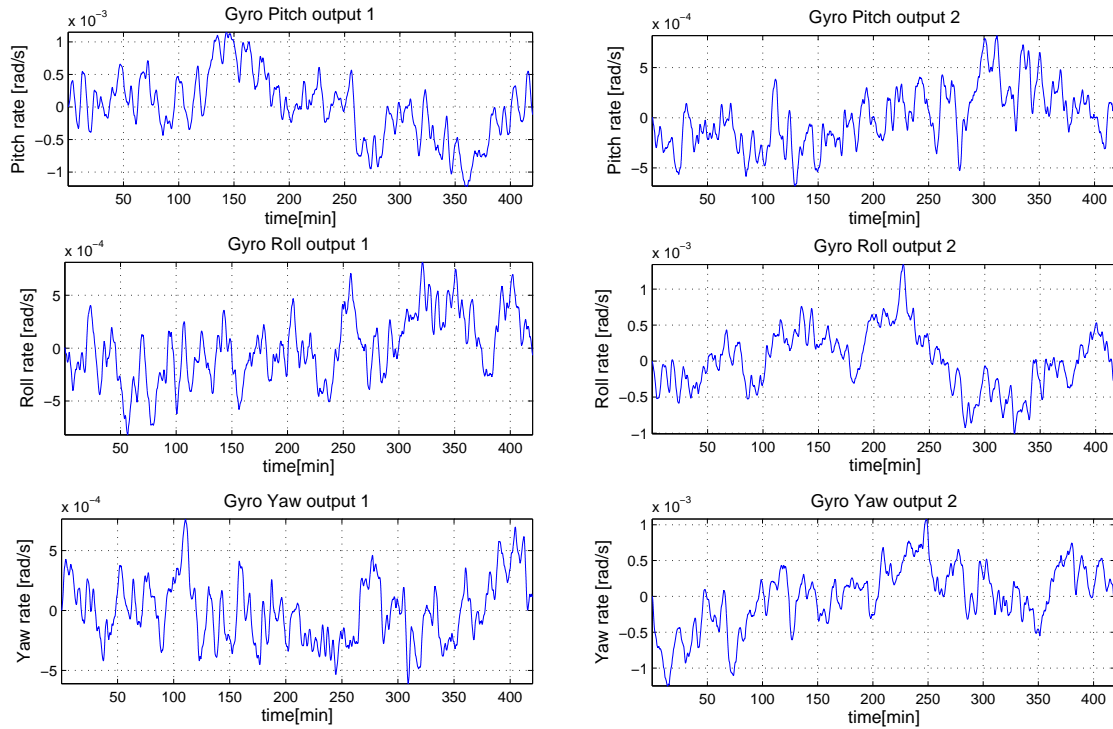 Gyro Pitch output 1
x 10⁻³
Pitch rate [rad/s]
1
0.5
0
−0.5
−1
50 100 150 200 250 300 350 400
time[min]
Gyro Pitch output 2
x 10⁻⁴
Pitch rate [rad/s]
5
0
−5
50 100 150 200 250 300 350 400
time[min]
Gyro Roll output 1
x 10⁻⁴
Roll rate [rad/s]
5
0
−5
50 100 150 200 250 300 350 400
time[min]
Gyro Roll output 2
x 10⁻³
Roll rate [rad/s]
1
0.5
0
−0.5
−1
50 100 150 200 250 300 350 400
time[min]
Gyro Yaw output 1
x 10⁻⁴
Yaw rate [rad/s]
5
0
−5
50 100 150 200 250 300 350 400
time[min]
Gyro Yaw output 2
x 10⁻³
Yaw rate [rad/s]
1
0.5
0
−0.5
−1
50 100 150 200 250 300 350 400
time[min]